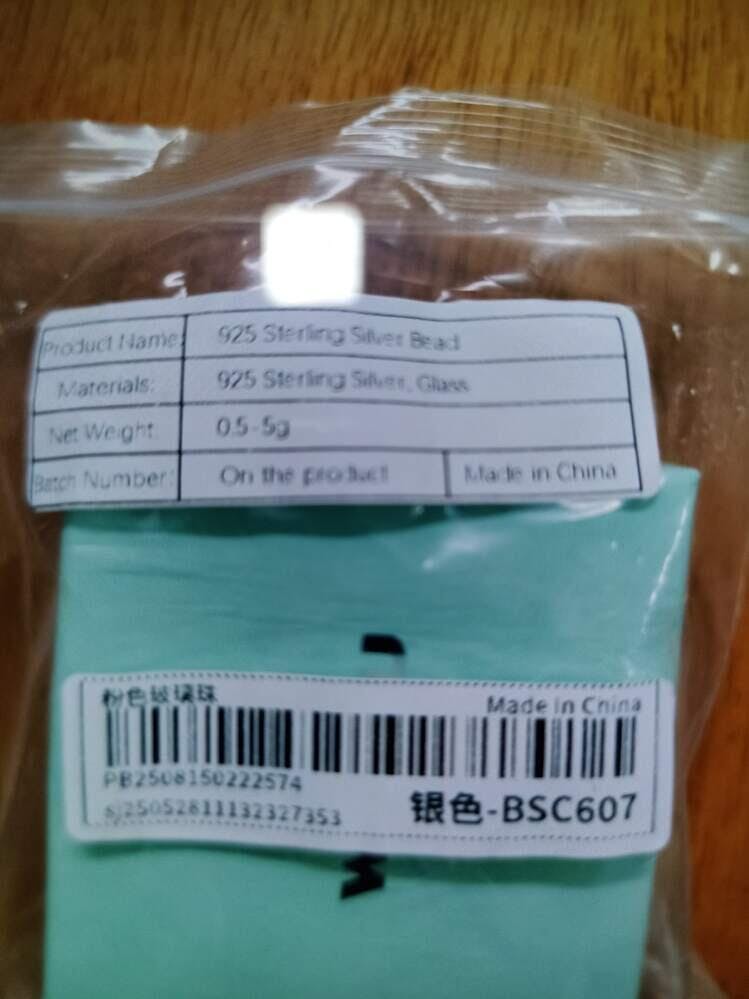 Product Name: 925 Sterling Silver Bead
Materials: 925 Sterling Silver, Glass
Net Weight: 0.5-5g
Batch Number: On the product Made in China
粉色玻璃珠 Made in China
PB2508150222574
sj25052811132327353 银色-BSC607